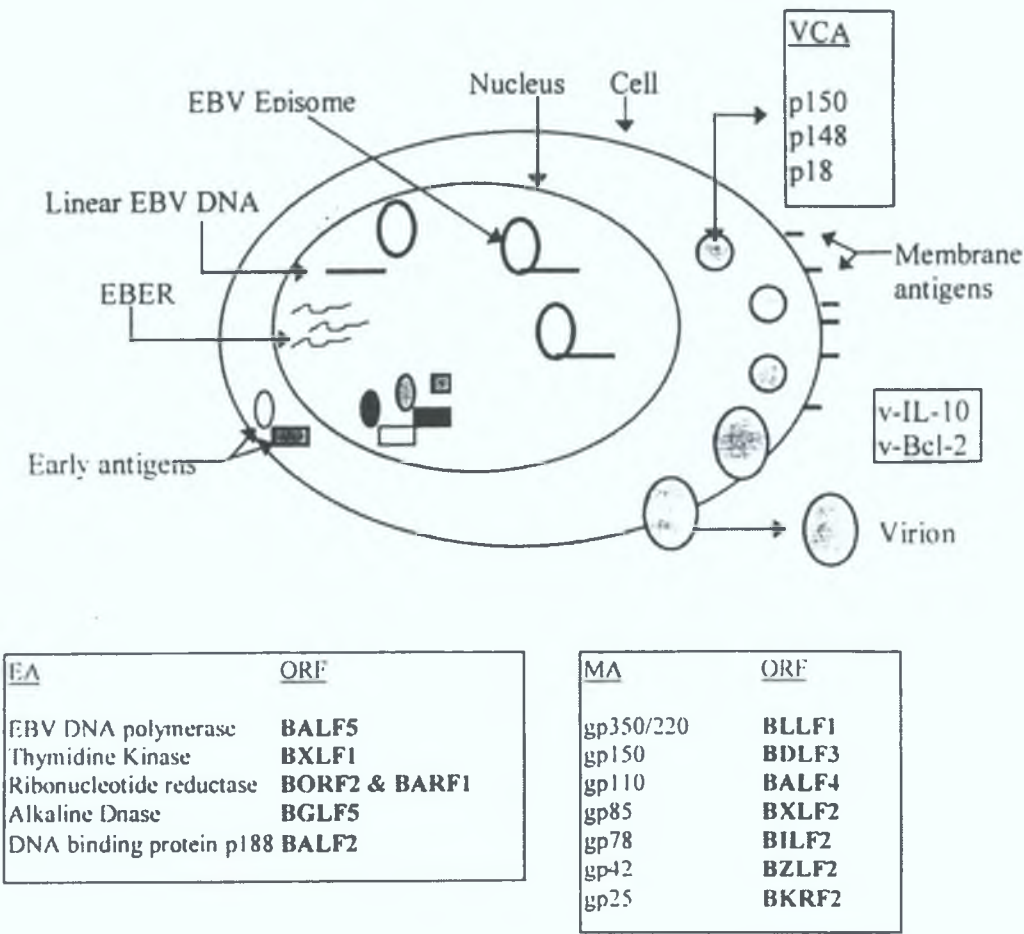 VCA
p150
p148
p18
Nucleus
Cell
EBV Episome
Linear EBV DNA
EBER
Membrane
antigens
v-IL-10
v-Bcl-2
Early antigens
Virion
EA ORF
EBV DNA polymerase BALF5
Thymidine Kinase BXLF1
Ribonucleotide reductase BORF2 & BARF1
Alkaline Dnase BGLF5
DNA binding protein p188 BALF2
MA ORF
gp350/220 BLLF1
gp150 BDLF3
gp110 BALF4
gp85 BXLF2
gp78 BILF2
gp42 BZLF2
gp25 BKRF2